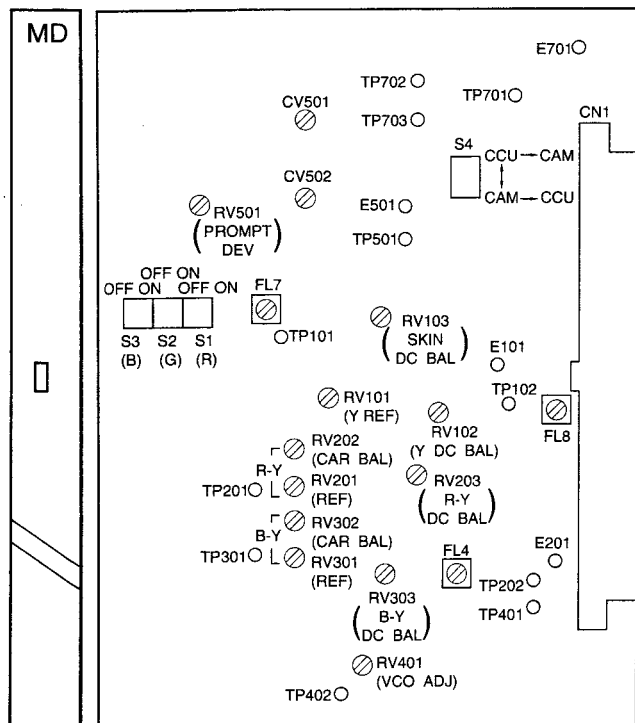 MD
E701
TP702
TP701
CV501
TP703
CN1
S4
CCU → CAM
CAM → CCU
CV502
RV501
(PROMPT
DEV)
E501
TP501
OFF ON
OFF ON OFF ON
FL7
S3 S2 S1
(B) (G) (R)
TP101
RV103
(SKIN
DC BAL)
E101
TP102
FL8
RV101
(Y REF)
RV102
(Y DC BAL)
RV202
(CAR BAL)
R-Y
TP201
RV201
(REF)
RV203
(R-Y
DC BAL)
RV302
(CAR BAL)
B-Y
TP301
RV301
(REF)
FL4
E201
TP202
TP401
RV303
(B-Y
DC BAL)
RV401
(VCO ADJ)
TP402